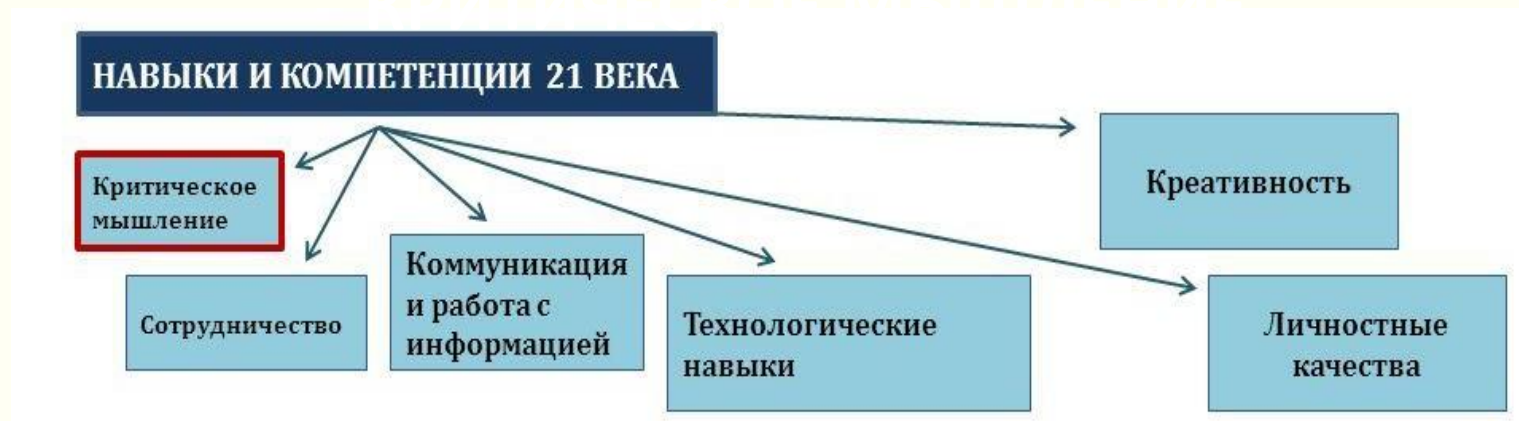 НАВЫКИ И КОМПЕТЕНЦИИ 21 ВЕКА
Критическое
мышление
Сотрудничество
Коммуникация
и работа с
информацией
Технологические
навыки
Креативность
Личностные
качества